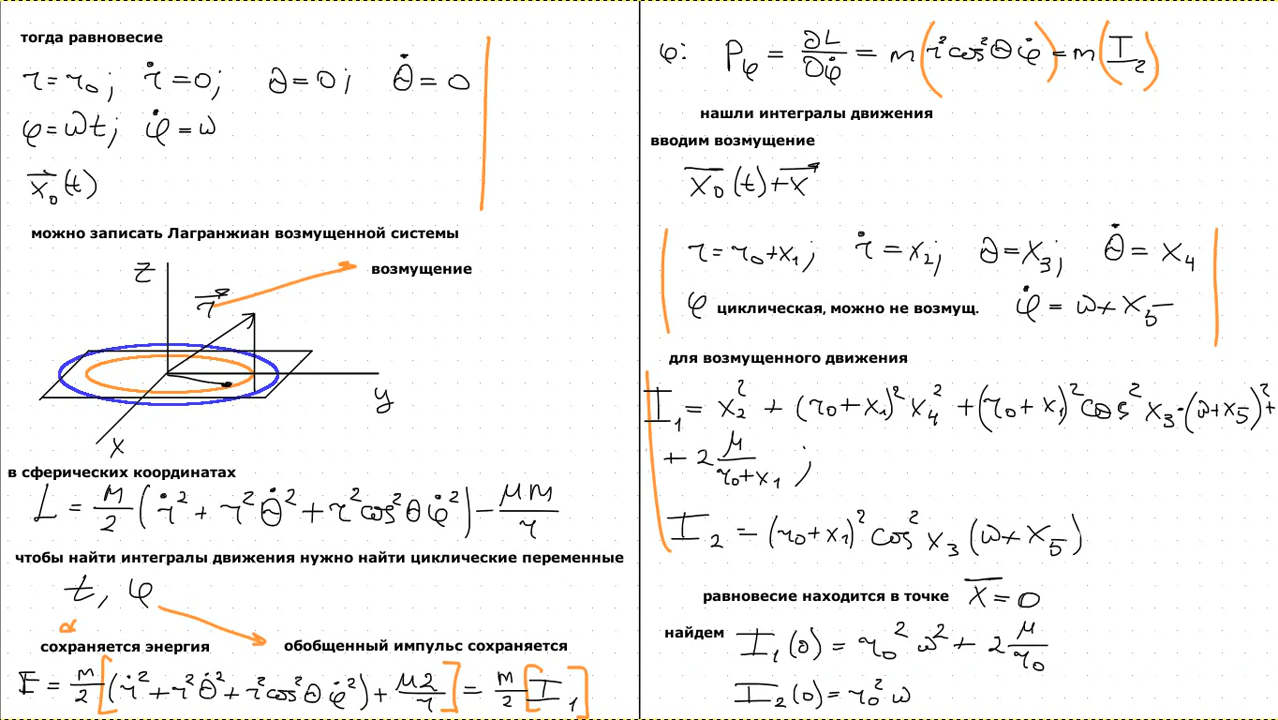 тогда равновесие
r = r₀; ṙ = 0; θ = 0; θ̇ = 0
φ = ωt; φ̇ = ω
x⃗₀(t)
можно записать Лагранжиан возмущенной системы
z
возмущение
r⃗
y
x
в сферических координатах
L = m/2 (ṙ² + r²θ̇² + r²cos²θφ̇²) - μm/r
чтобы найти интегралы движения нужно найти циклические переменные
t, φ
сохраняется энергия
обобщенный импульс сохраняется
E = m/2 [(ṙ² + r²θ̇² + r²cos²θφ̇²) + μ2/r] = m/2 [I₁]
φ: P_φ = ∂L/∂φ̇ = m(r²cos²θφ̇) = m(I₂)
нашли интегралы движения
вводим возмущение
x⃗₀(t) + x⃗
r = r₀ + x₁; ṙ = x₂; θ = x₃; θ̇ = x₄
φ циклическая, можно не возмущ. φ̇ = ω + x₅
для возмущенного движения
I₁ = x₂² + (r₀ + x₁)² x₄² + (r₀ + x₁)² cos² x₃ · (ω + x₅)² +
+ 2 μ/(r₀ + x₁) ;
I₂ = (r₀ + x₁)² cos² x₃ (ω + x₅)
равновесие находится в точке x̅ = 0
найдем I₁(0) = r₀² ω² + 2 μ/r₀
I₂(0) = r₀² ω